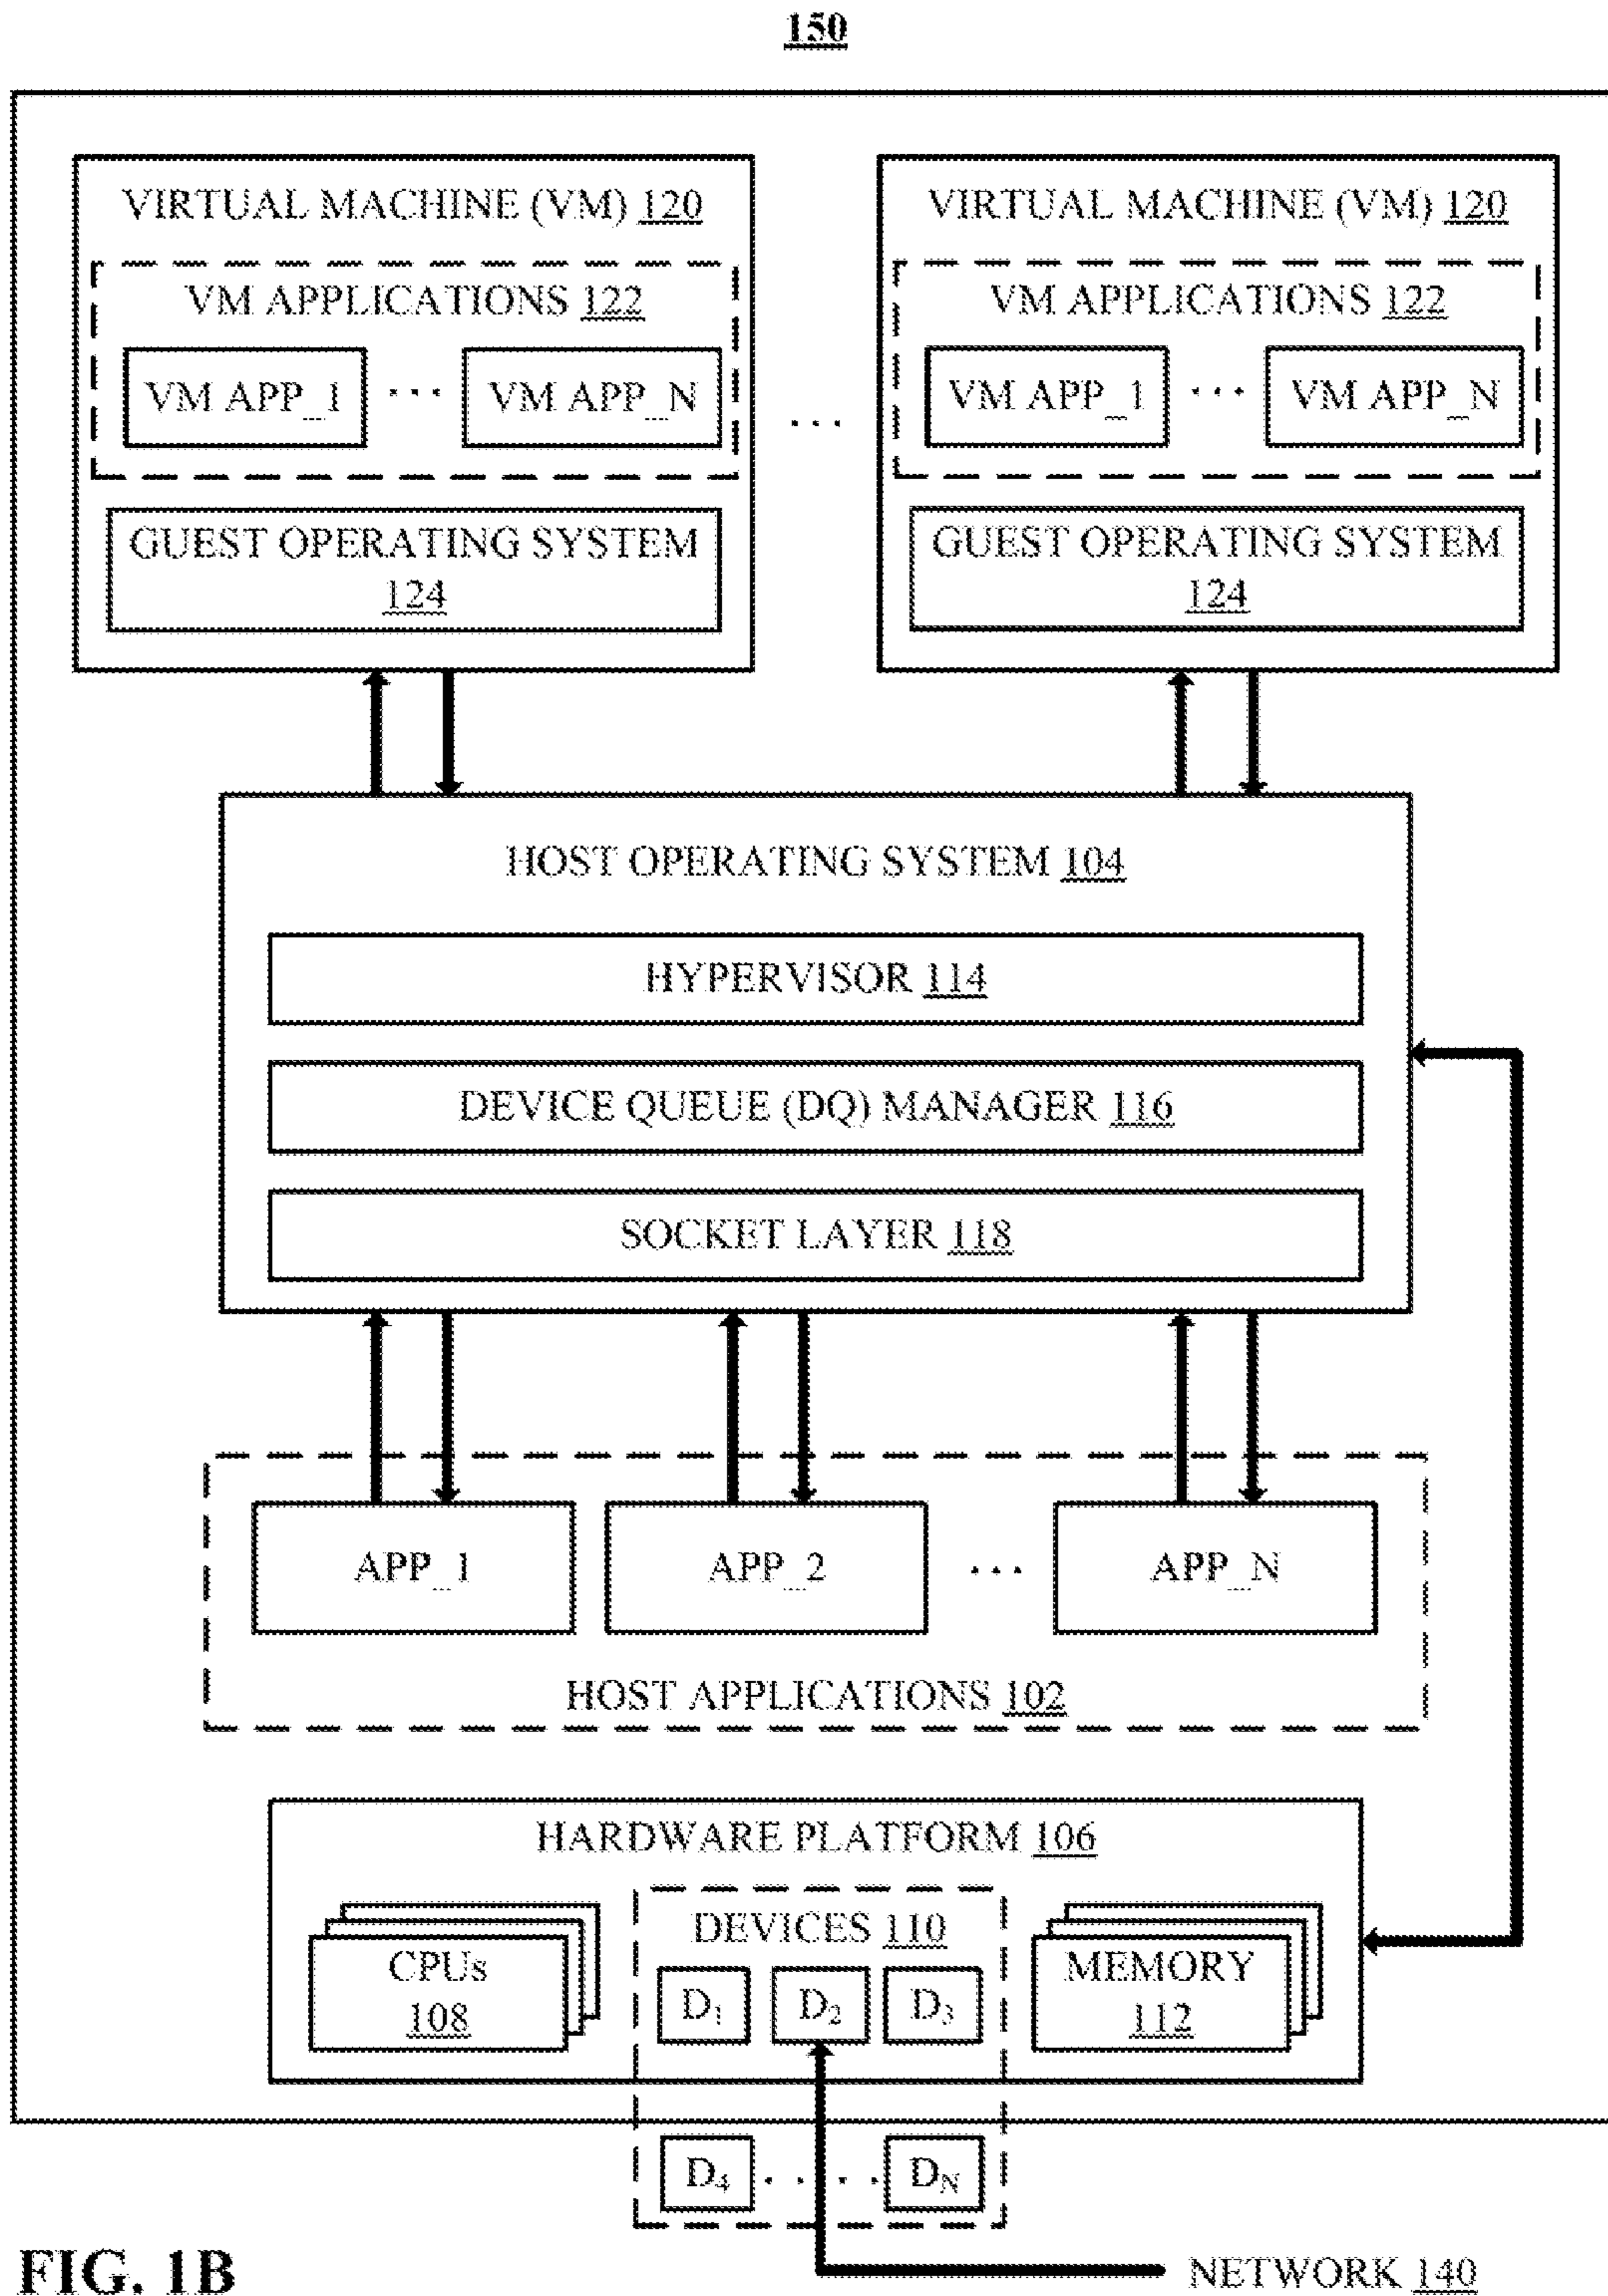 150
VIRTUAL MACHINE (VM) 120
VM APPLICATIONS 122
VM APP_1 ... VM APP_N
GUEST OPERATING SYSTEM
124
...
VIRTUAL MACHINE (VM) 120
VM APPLICATIONS 122
VM APP_1 ... VM APP_N
GUEST OPERATING SYSTEM
124
HOST OPERATING SYSTEM 104
HYPERVISOR 114
DEVICE QUEUE (DQ) MANAGER 116
SOCKET LAYER 118
APP_1 APP_2 ... APP_N
HOST APPLICATIONS 102
HARDWARE PLATFORM 106
CPUs
108
DEVICES 110
D₁ D₂ D₃
MEMORY
112
D₄ . . . . . D_N
NETWORK 140
FIG. 1B